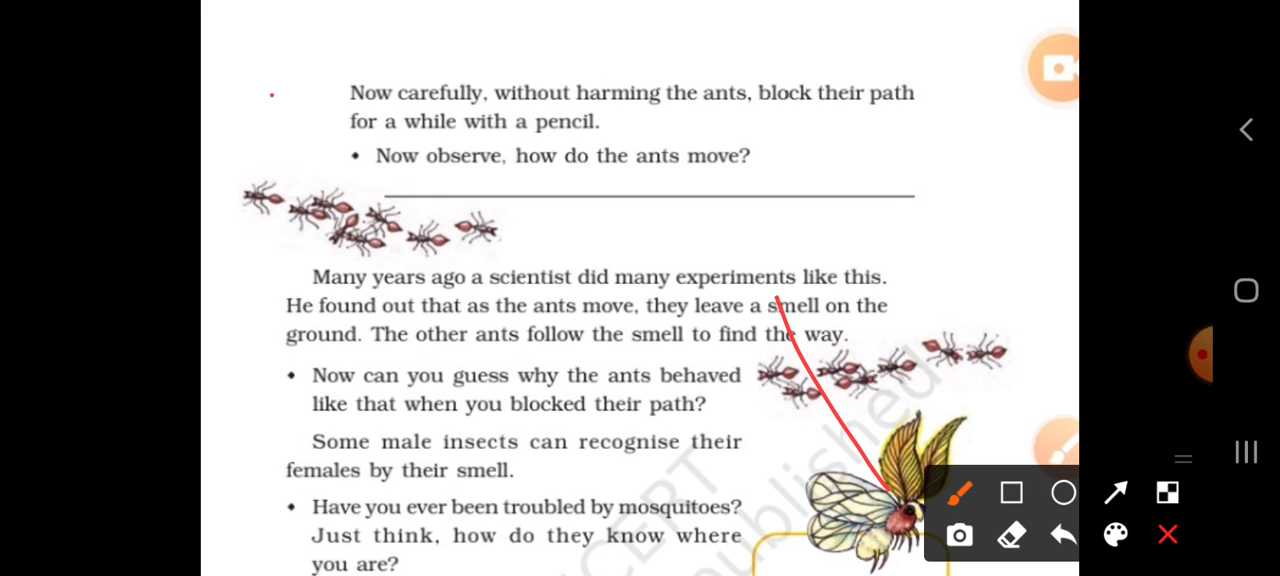 Now carefully, without harming the ants, block their path
for a while with a pencil.
• Now observe, how do the ants move?
Many years ago a scientist did many experiments like this.
He found out that as the ants move, they leave a smell on the
ground. The other ants follow the smell to find the way.
• Now can you guess why the ants behaved
like that when you blocked their path?
Some male insects can recognise their
females by their smell.
• Have you ever been troubled by mosquitoes?
Just think, how do they know where
you are?